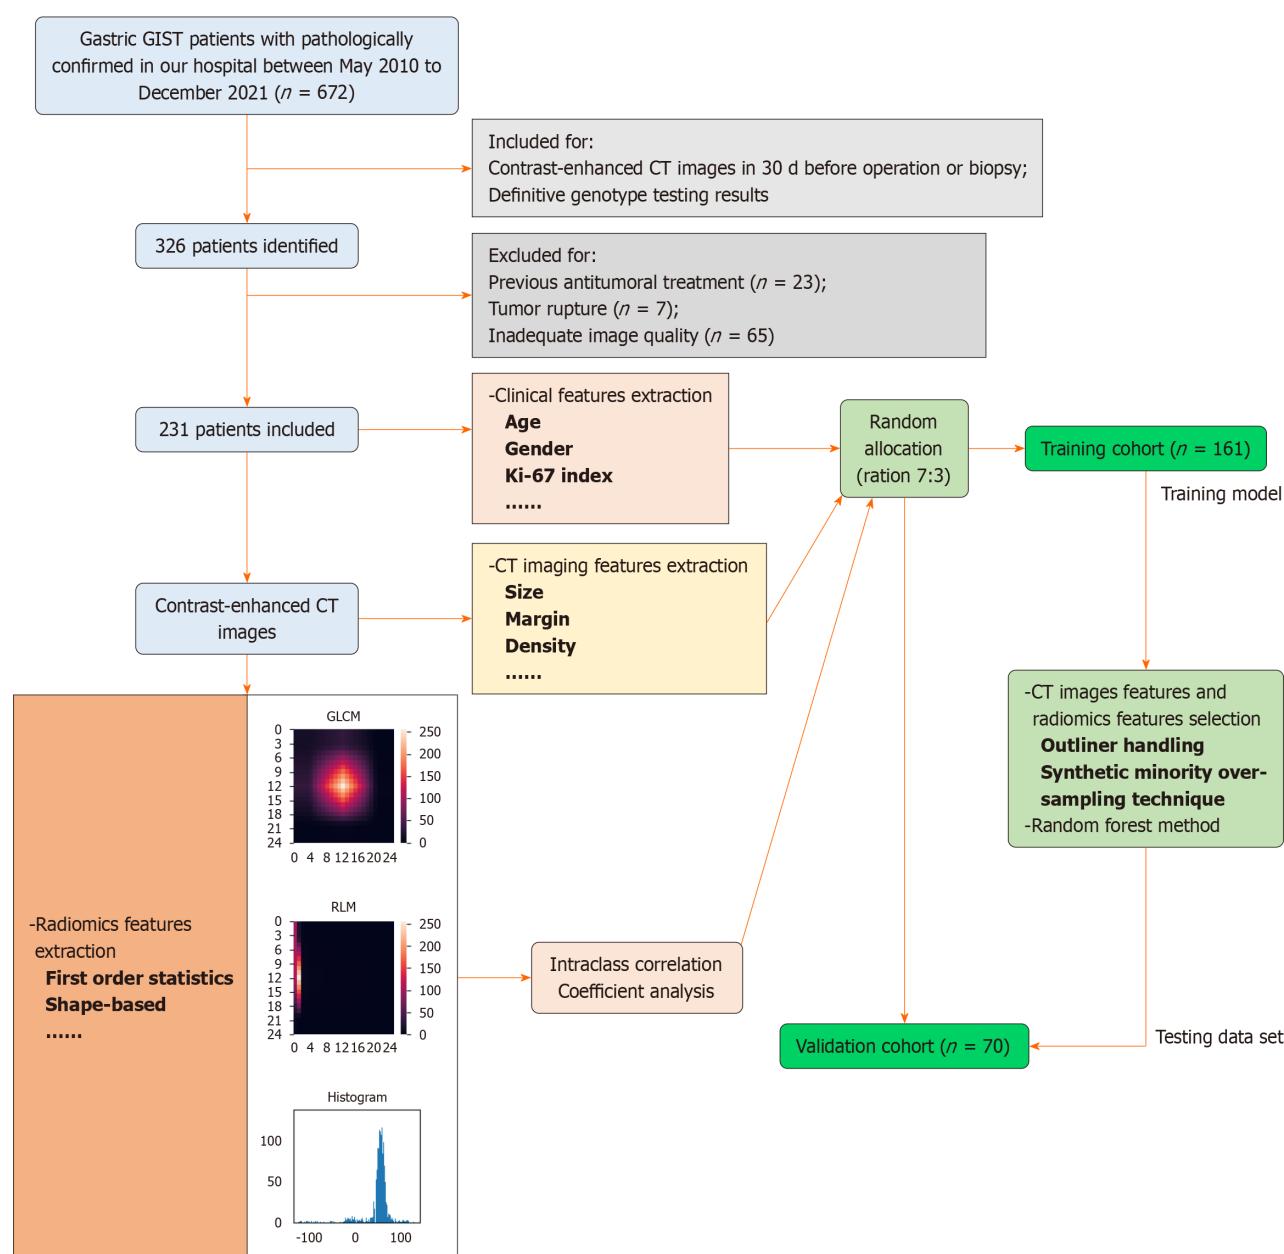 Gastric GIST patients with pathologically
confirmed in our hospital between May 2010 to
December 2021 (n = 672)
Included for:
Contrast-enhanced CT images in 30 d before operation or biopsy;
Definitive genotype testing results
326 patients identified
Excluded for:
Previous antitumoral treatment (n = 23);
Tumor rupture (n = 7);
Inadequate image quality (n = 65)
231 patients included
-Clinical features extraction
Age
Gender
Ki-67 index
......
Random
allocation
(ration 7:3)
Training cohort (n = 161)
Training model
Contrast-enhanced CT
images
-CT imaging features extraction
Size
Margin
Density
......
-CT images features and
radiomics features selection
Outliner handling
Synthetic minority over-
sampling technique
-Random forest method
-Radiomics features
extraction
First order statistics
Shape-based
......
GLCM
0
3
6
9
12
15
18
21
24
0 4 8 12 16 20 24
250
200
150
100
50
0
RLM
0
3
6
9
12
15
18
21
24
0 4 8 12 16 20 24
250
200
150
100
50
0
Histogram
100
50
0
-100 0 100
Intraclass correlation
Coefficient analysis
Validation cohort (n = 70)
Testing data set